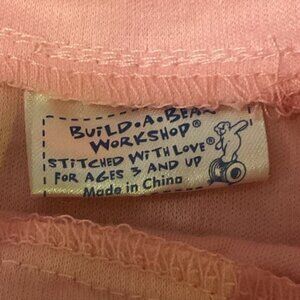 BUiLD•A•BEAR
WORKSHOP®
STiTCHED WiTH LOVE®
FOR AGES 3 AND UP
Made in China